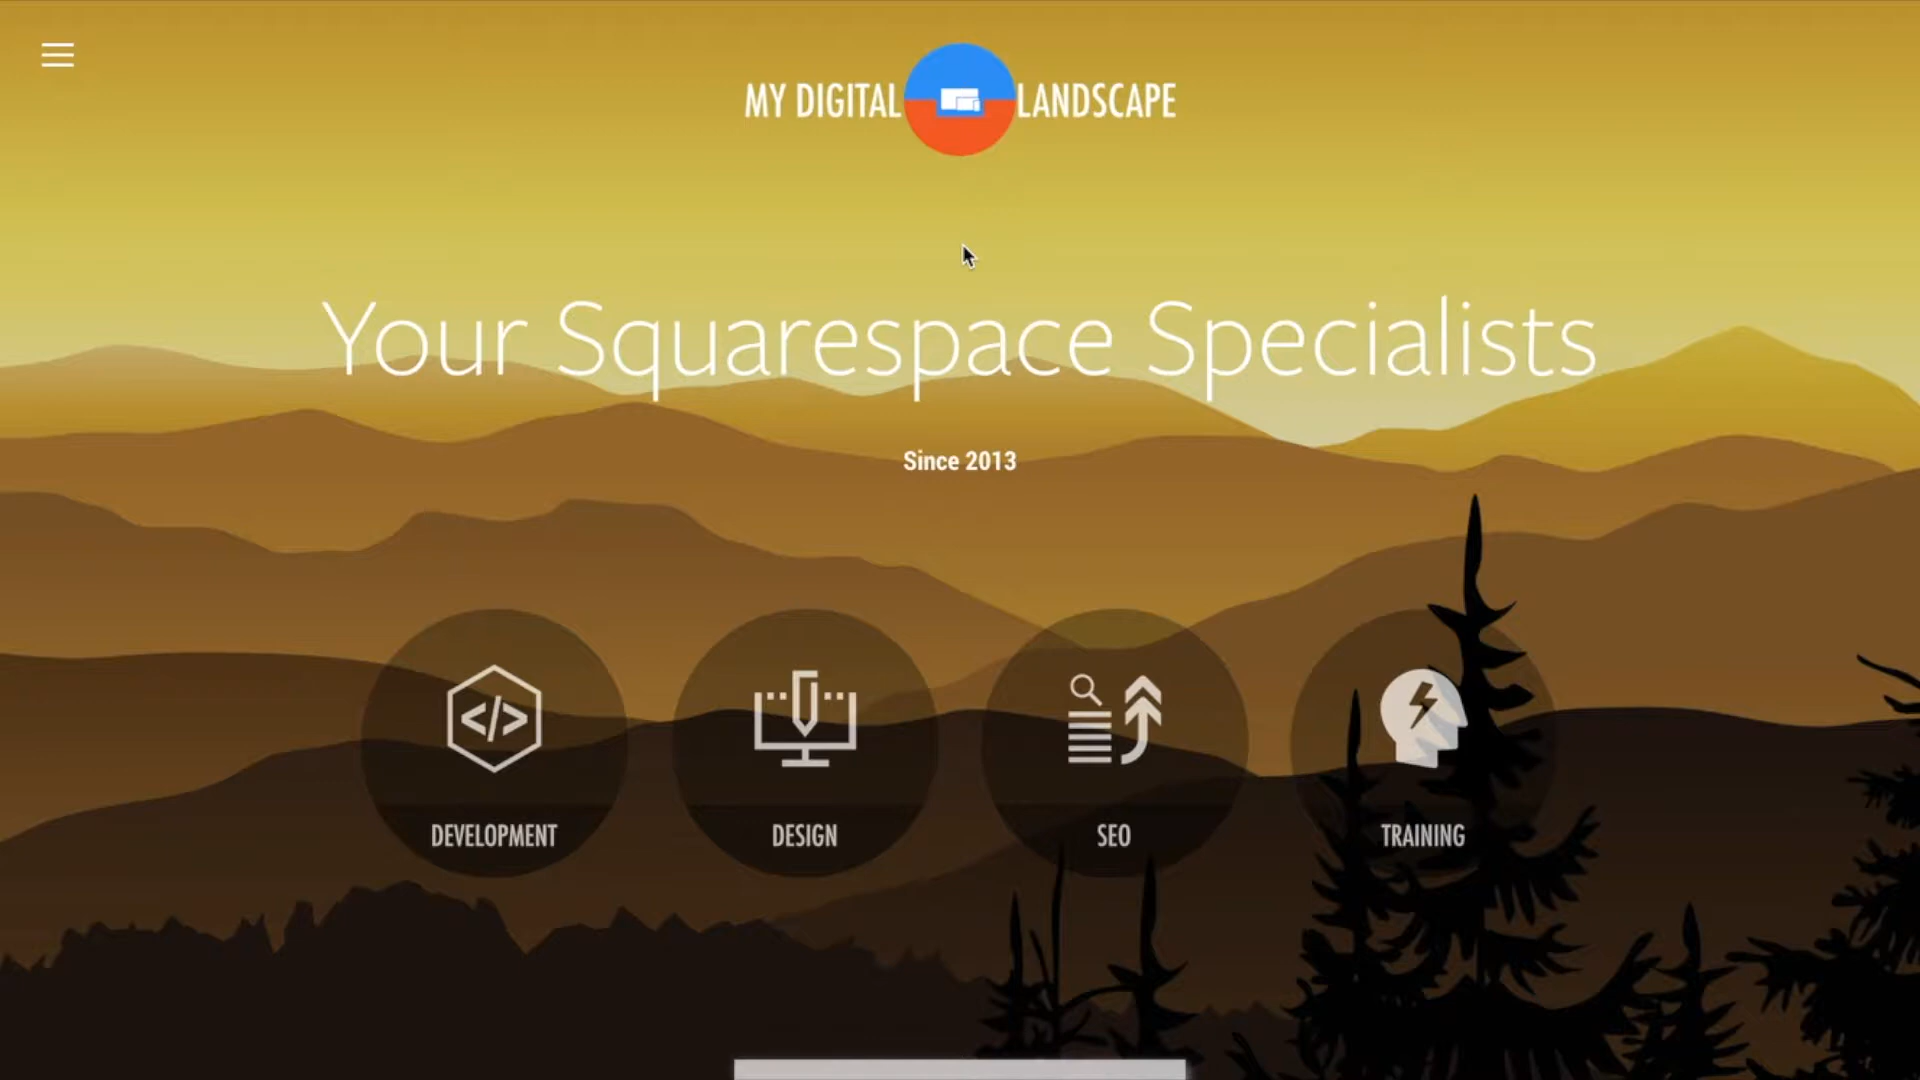 MY DIGITAL LANDSCAPE
Your Squarespace Specialists
Since 2013
DEVELOPMENT
DESIGN
SEO
TRAINING